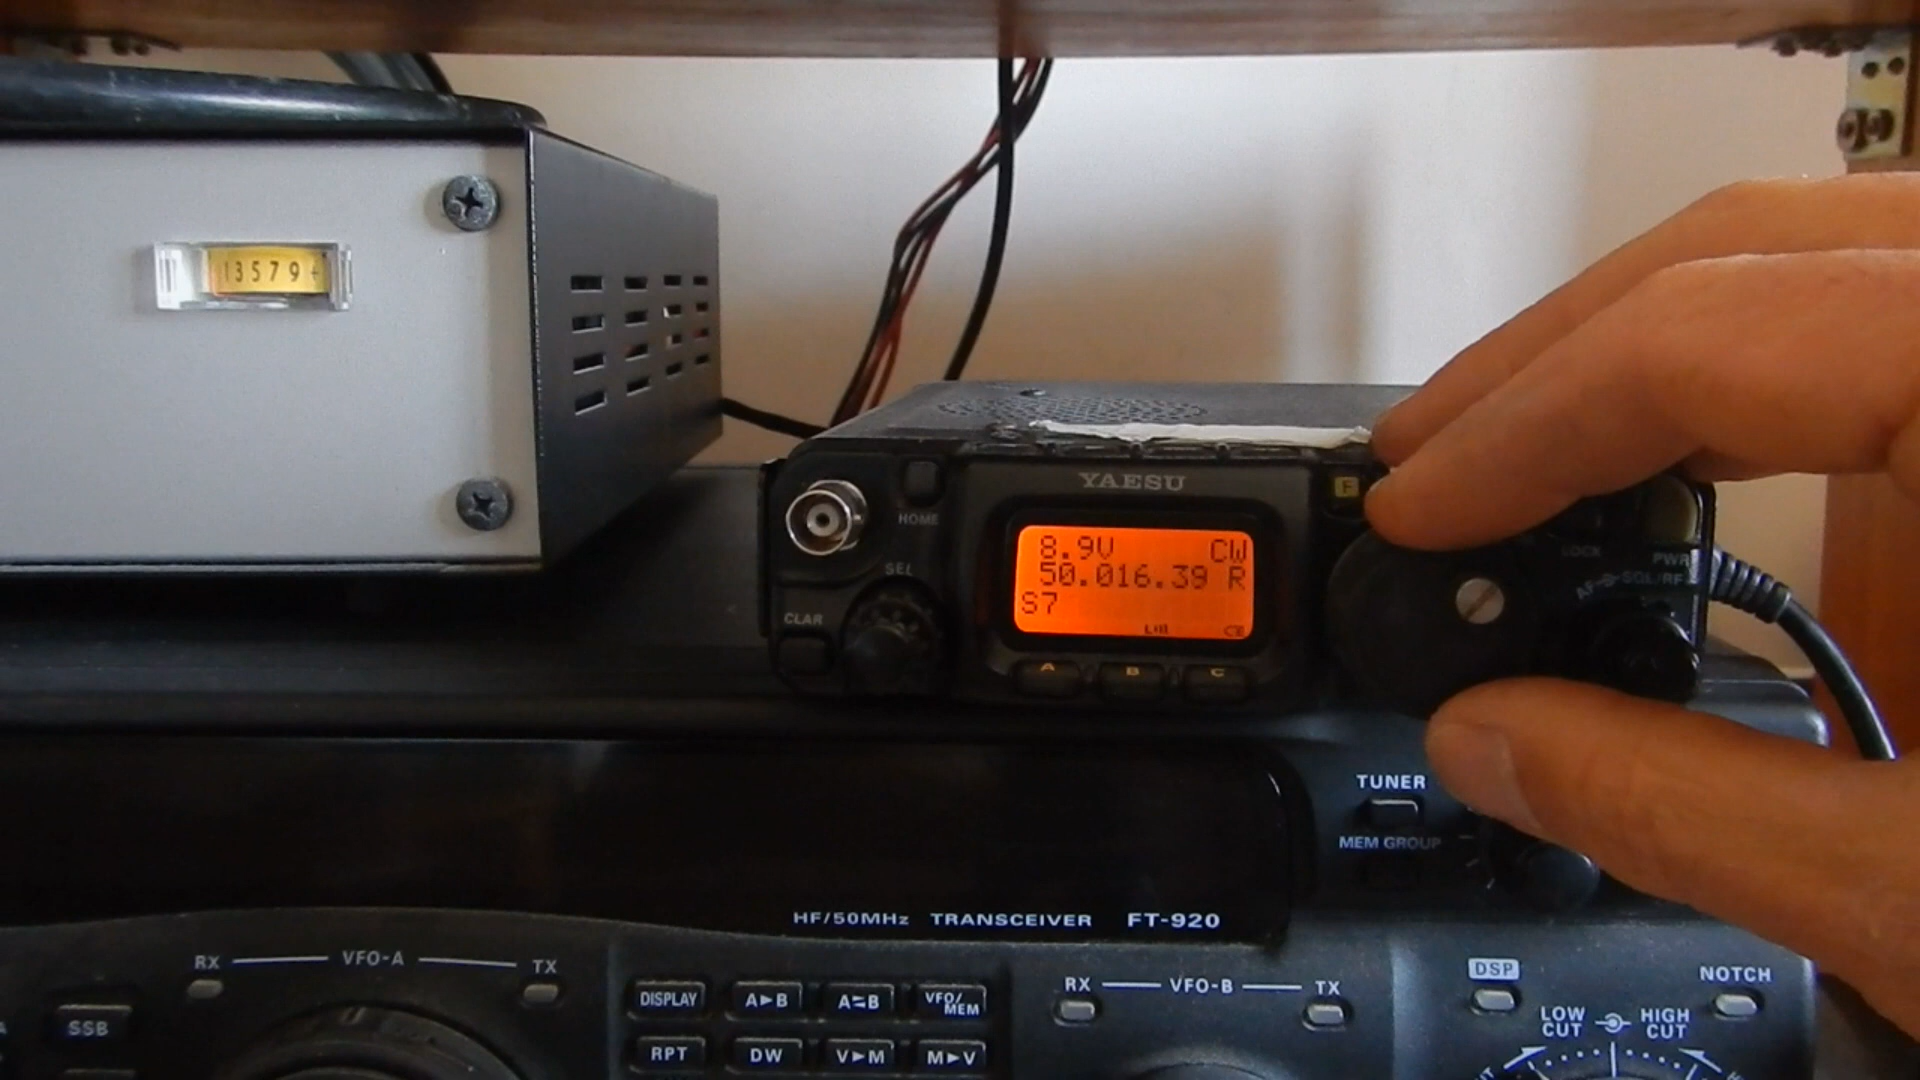 13579+
YAESU
F
HOME
8.9V CW
50.016.39 R
S7
SEL
CLAR
A B C
LOCK
PWR
AF-SQL/RF
TUNER
MEM GROUP
HF/50MHz TRANSCEIVER FT-920
RX VFO-A TX
SSB
DISPLAY A▶B A⇆B VFO/MEM
RPT DW V▶M M▶V
RX VFO-B TX
DSP NOTCH
LOW CUT HIGH CUT